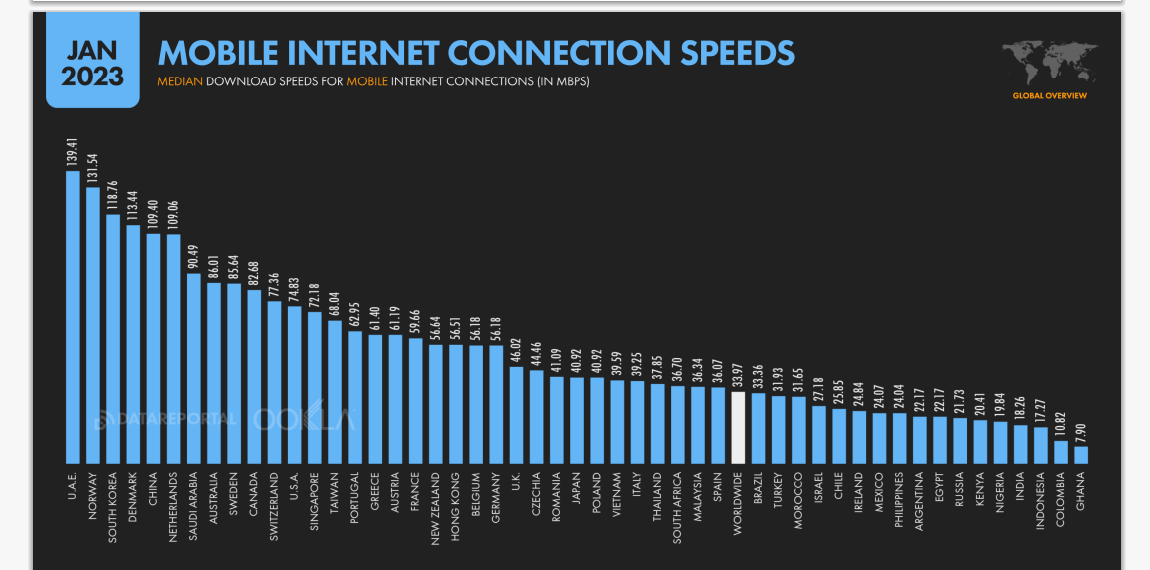 JAN
2023
MOBILE INTERNET CONNECTION SPEEDS
MEDIAN DOWNLOAD SPEEDS FOR MOBILE INTERNET CONNECTIONS (IN MBPS)
GLOBAL OVERVIEW
139.41
131.54
118.76
113.44
109.40
109.06
90.49
86.01
85.64
82.68
77.36
74.83
72.18
68.04
62.95
61.40
61.19
59.66
56.64
56.51
56.18
56.18
46.02
44.46
41.09
40.92
40.92
39.59
39.25
37.85
36.70
36.34
36.07
33.97
33.36
31.93
31.65
27.18
25.85
24.84
24.07
24.04
22.17
22.17
21.73
20.41
19.84
18.26
17.27
10.82
7.90
DATAREPORTAL
OOKLA
U.A.E.
NORWAY
SOUTH KOREA
DENMARK
CHINA
NETHERLANDS
SAUDI ARABIA
AUSTRALIA
SWEDEN
CANADA
SWITZERLAND
U.S.A.
SINGAPORE
TAIWAN
PORTUGAL
GREECE
AUSTRIA
FRANCE
NEW ZEALAND
HONG KONG
BELGIUM
GERMANY
U.K.
CZECHIA
ROMANIA
JAPAN
POLAND
VIETNAM
ITALY
THAILAND
SOUTH AFRICA
MALAYSIA
SPAIN
WORLDWIDE
BRAZIL
TURKEY
MOROCCO
ISRAEL
CHILE
IRELAND
MEXICO
PHILIPPINES
ARGENTINA
EGYPT
RUSSIA
KENYA
NIGERIA
INDIA
INDONESIA
COLOMBIA
GHANA